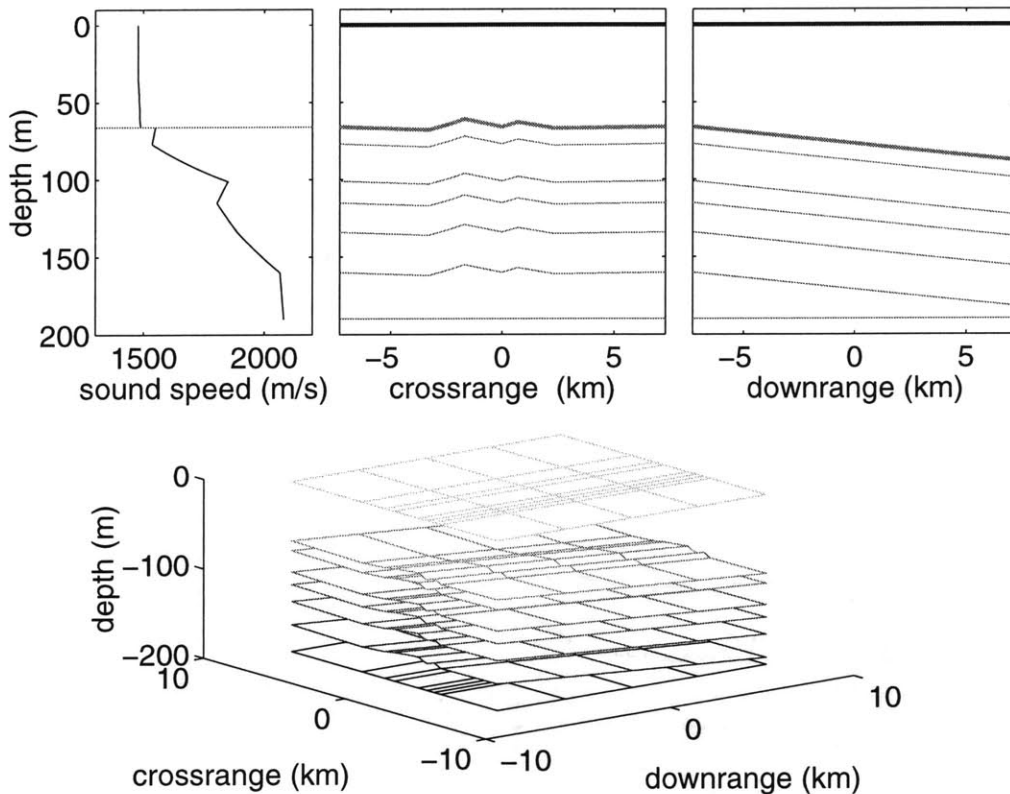 0
50
100
150
200
depth (m)
1500 2000
sound speed (m/s)
−5 0 5
crossrange (km)
−5 0 5
downrange (km)
0
−100
−200
depth (m)
10
0
−10
crossrange (km)
−10
0
10
downrange (km)